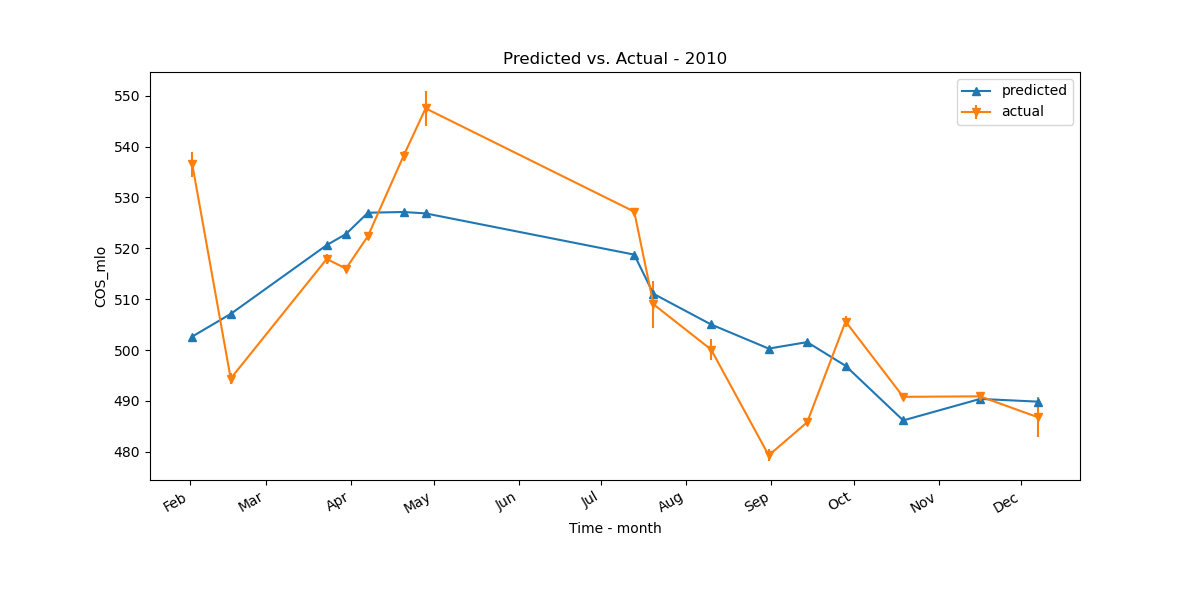 Predicted vs. Actual - 2010
predicted
actual
COS_mlo
550
540
530
520
510
500
490
480
Feb
Mar
Apr
May
Jun
Jul
Aug
Sep
Oct
Nov
Dec
Time - month